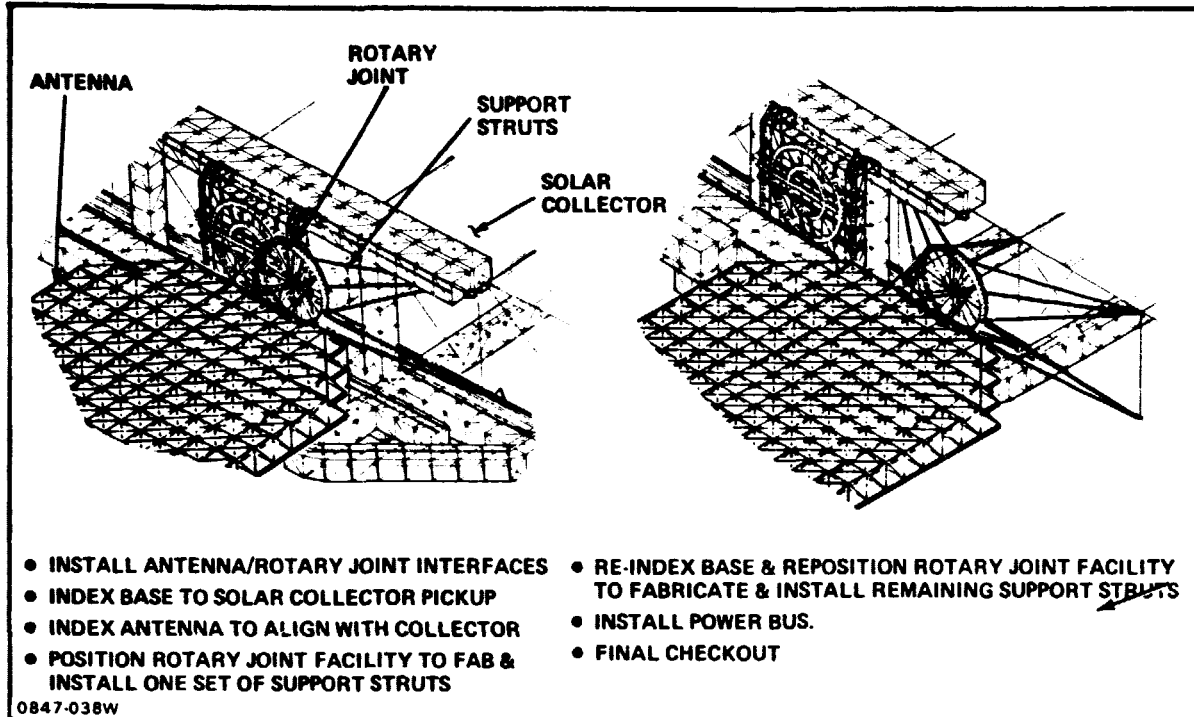 ANTENNA
ROTARY
JOINT
SUPPORT
STRUTS
SOLAR
COLLECTOR
● INSTALL ANTENNA/ROTARY JOINT INTERFACES
● INDEX BASE TO SOLAR COLLECTOR PICKUP
● INDEX ANTENNA TO ALIGN WITH COLLECTOR
● POSITION ROTARY JOINT FACILITY TO FAB &
INSTALL ONE SET OF SUPPORT STRUTS
● RE-INDEX BASE & REPOSITION ROTARY JOINT FACILITY
TO FABRICATE & INSTALL REMAINING SUPPORT STRUTS
● INSTALL POWER BUS.
● FINAL CHECKOUT
0847-038W